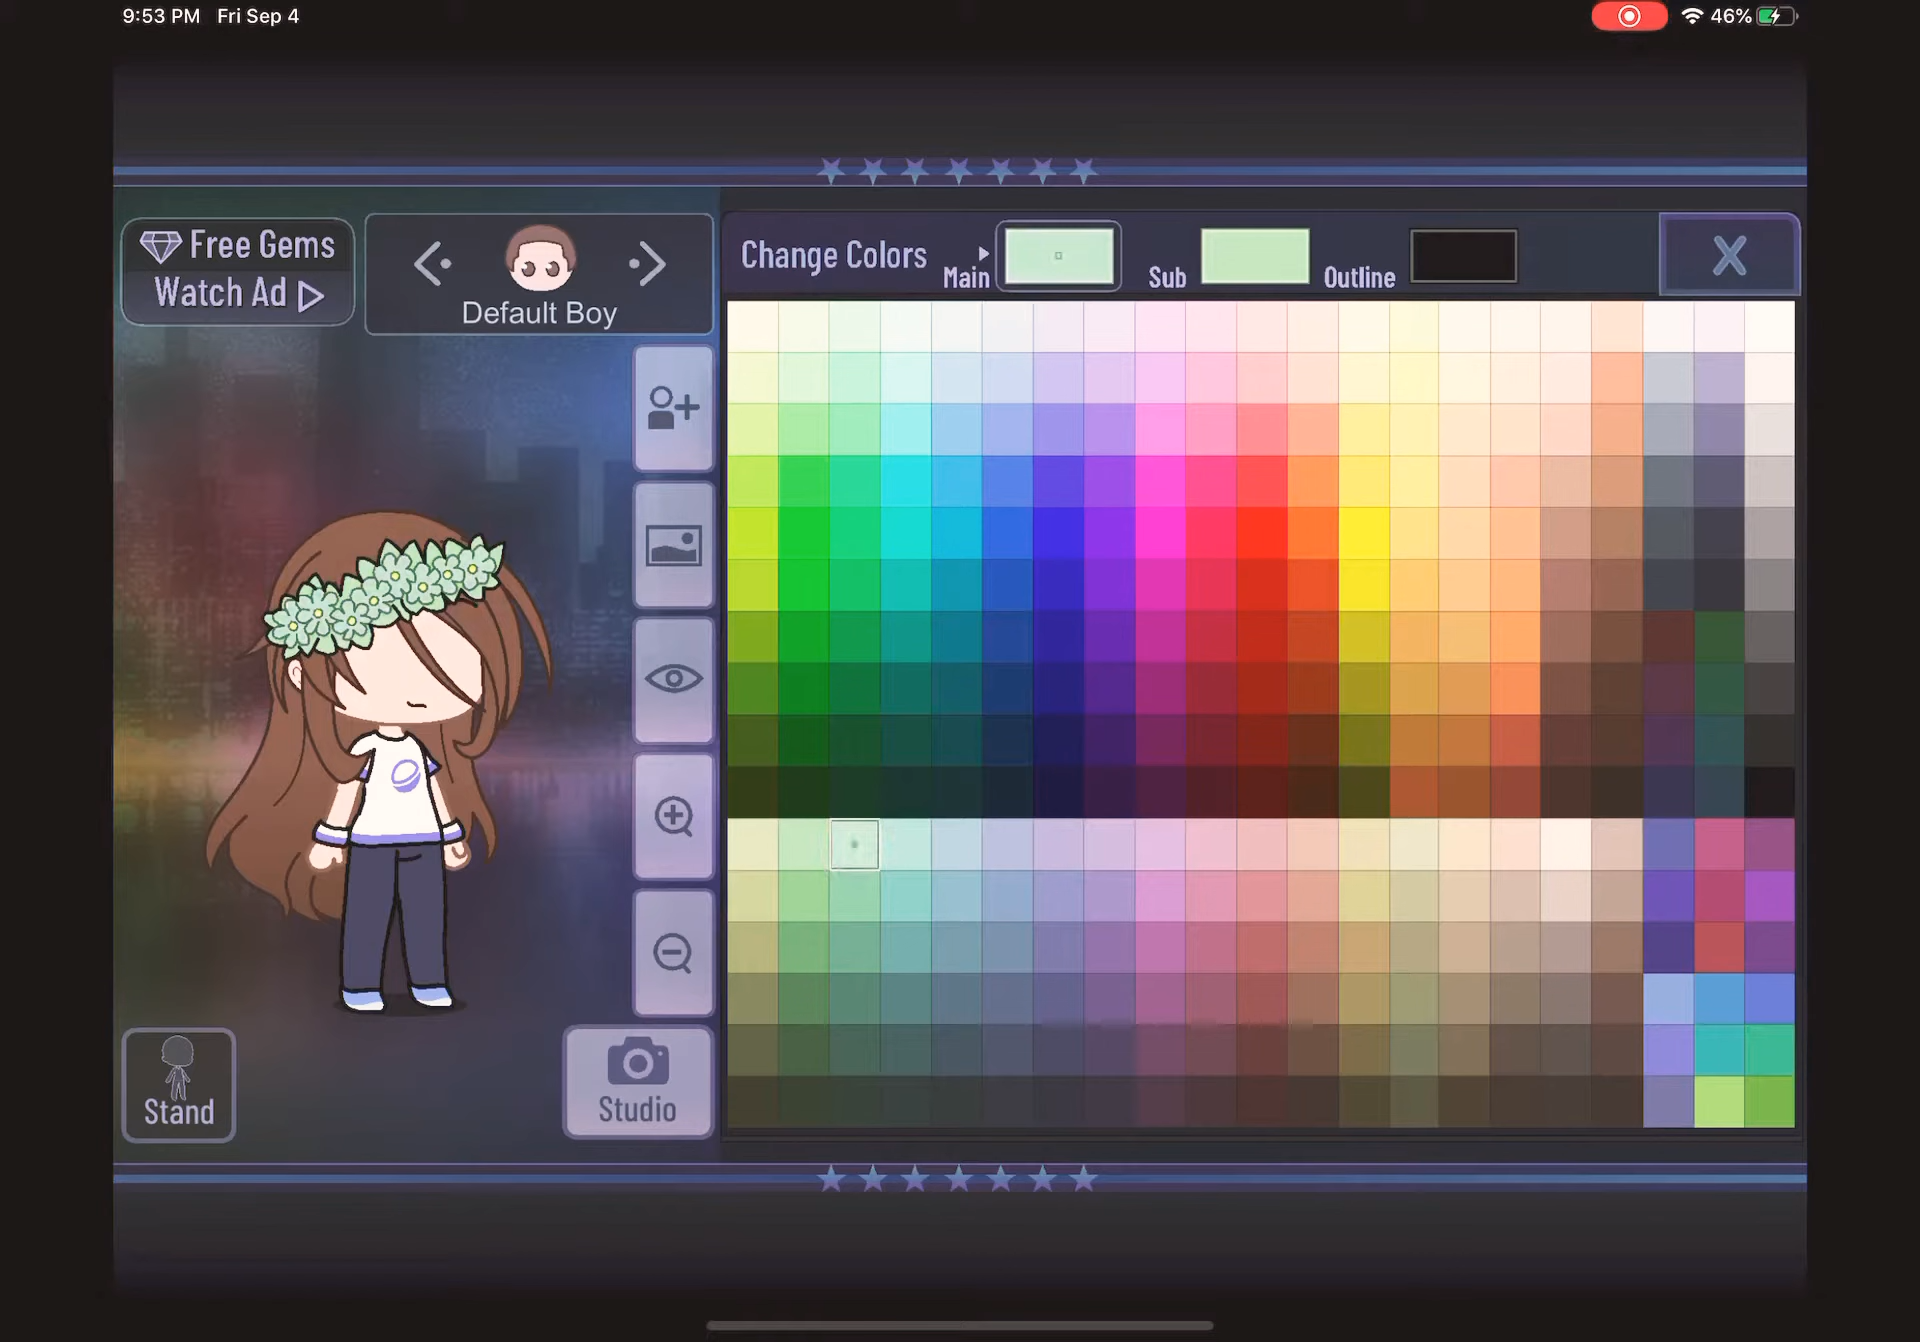 9:53 PM Fri Sep 4
46%
Free Gems
Watch Ad
Default Boy
Change Colors
Main
Sub
Outline
X
Stand
Studio